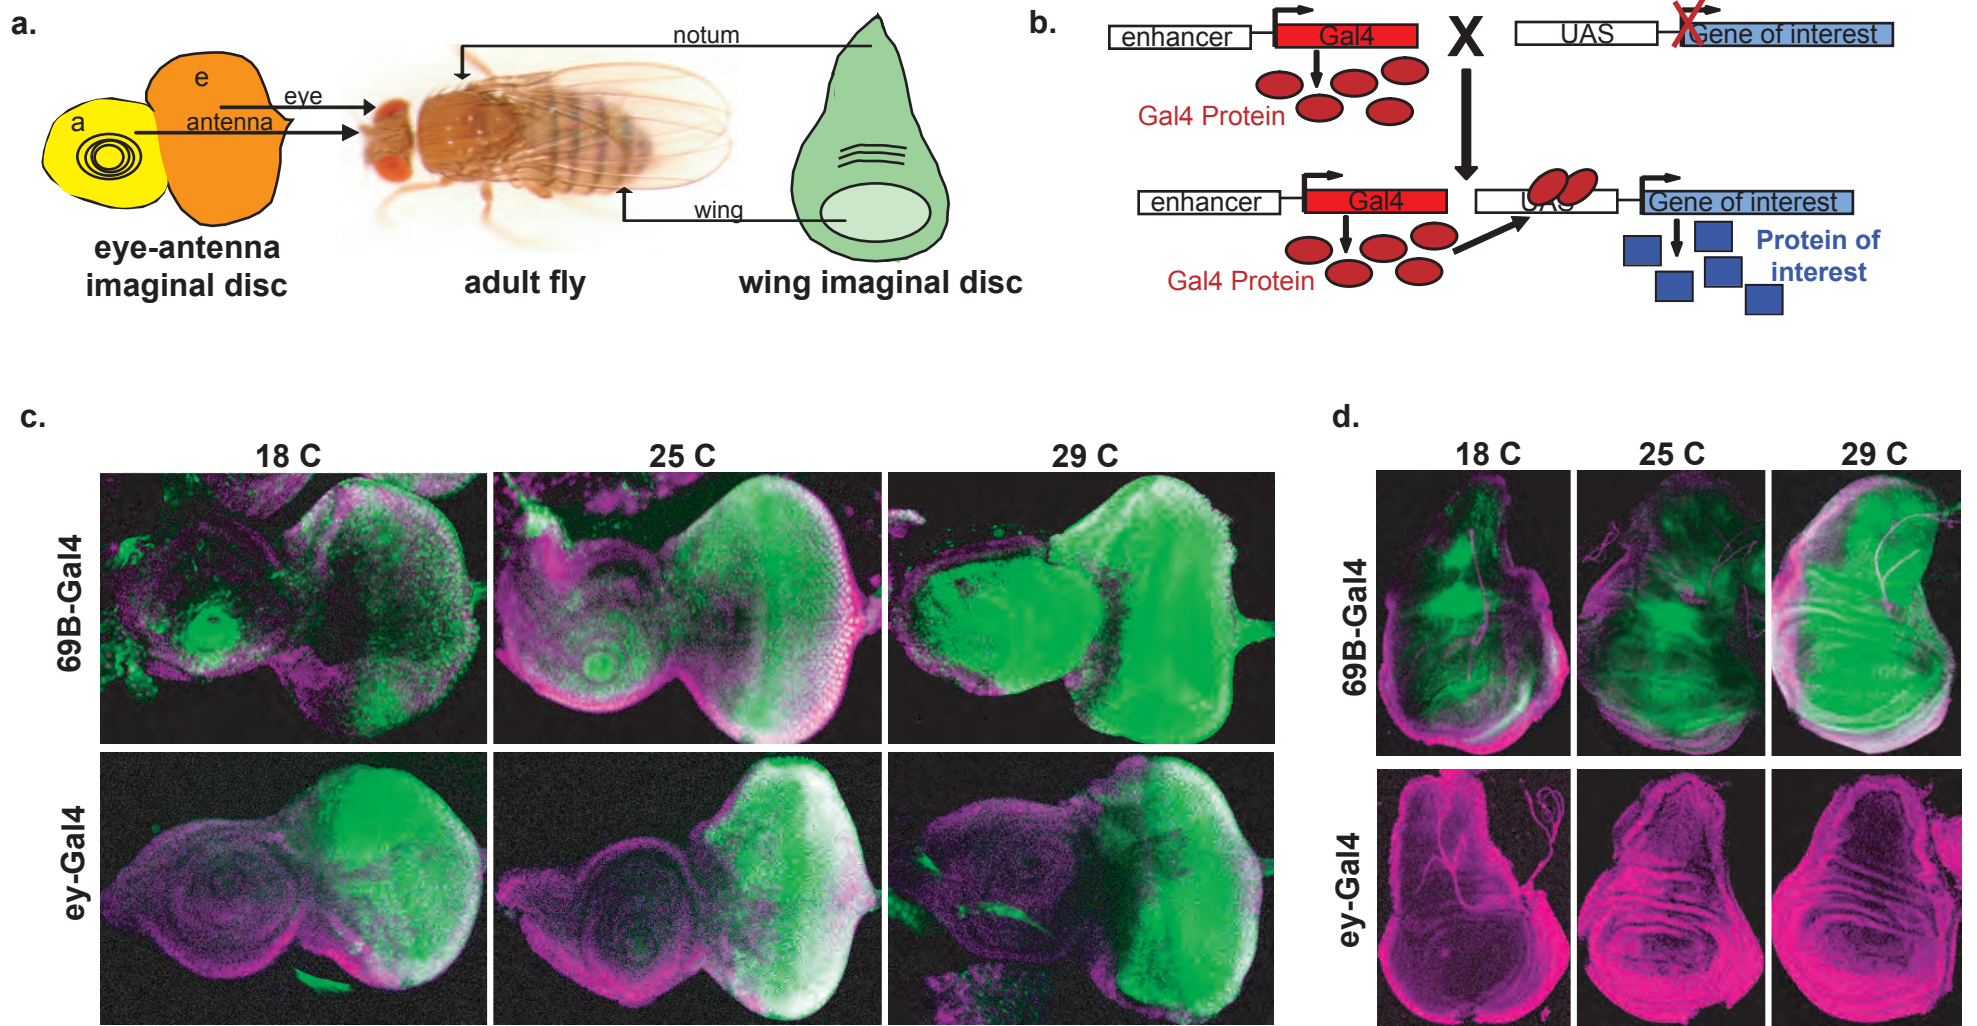 a.
e
a
eye
antenna
notum
wing
eye-antenna
imaginal disc
adult fly
wing imaginal disc
b.
enhancer
Gal4
X
UAS
Gene of interest
Gal4 Protein
enhancer
Gal4
UAS
Gene of interest
Gal4 Protein
Protein of
interest
c.
18 C
25 C
29 C
69B-Gal4
ey-Gal4
d.
18 C
25 C
29 C
69B-Gal4
ey-Gal4